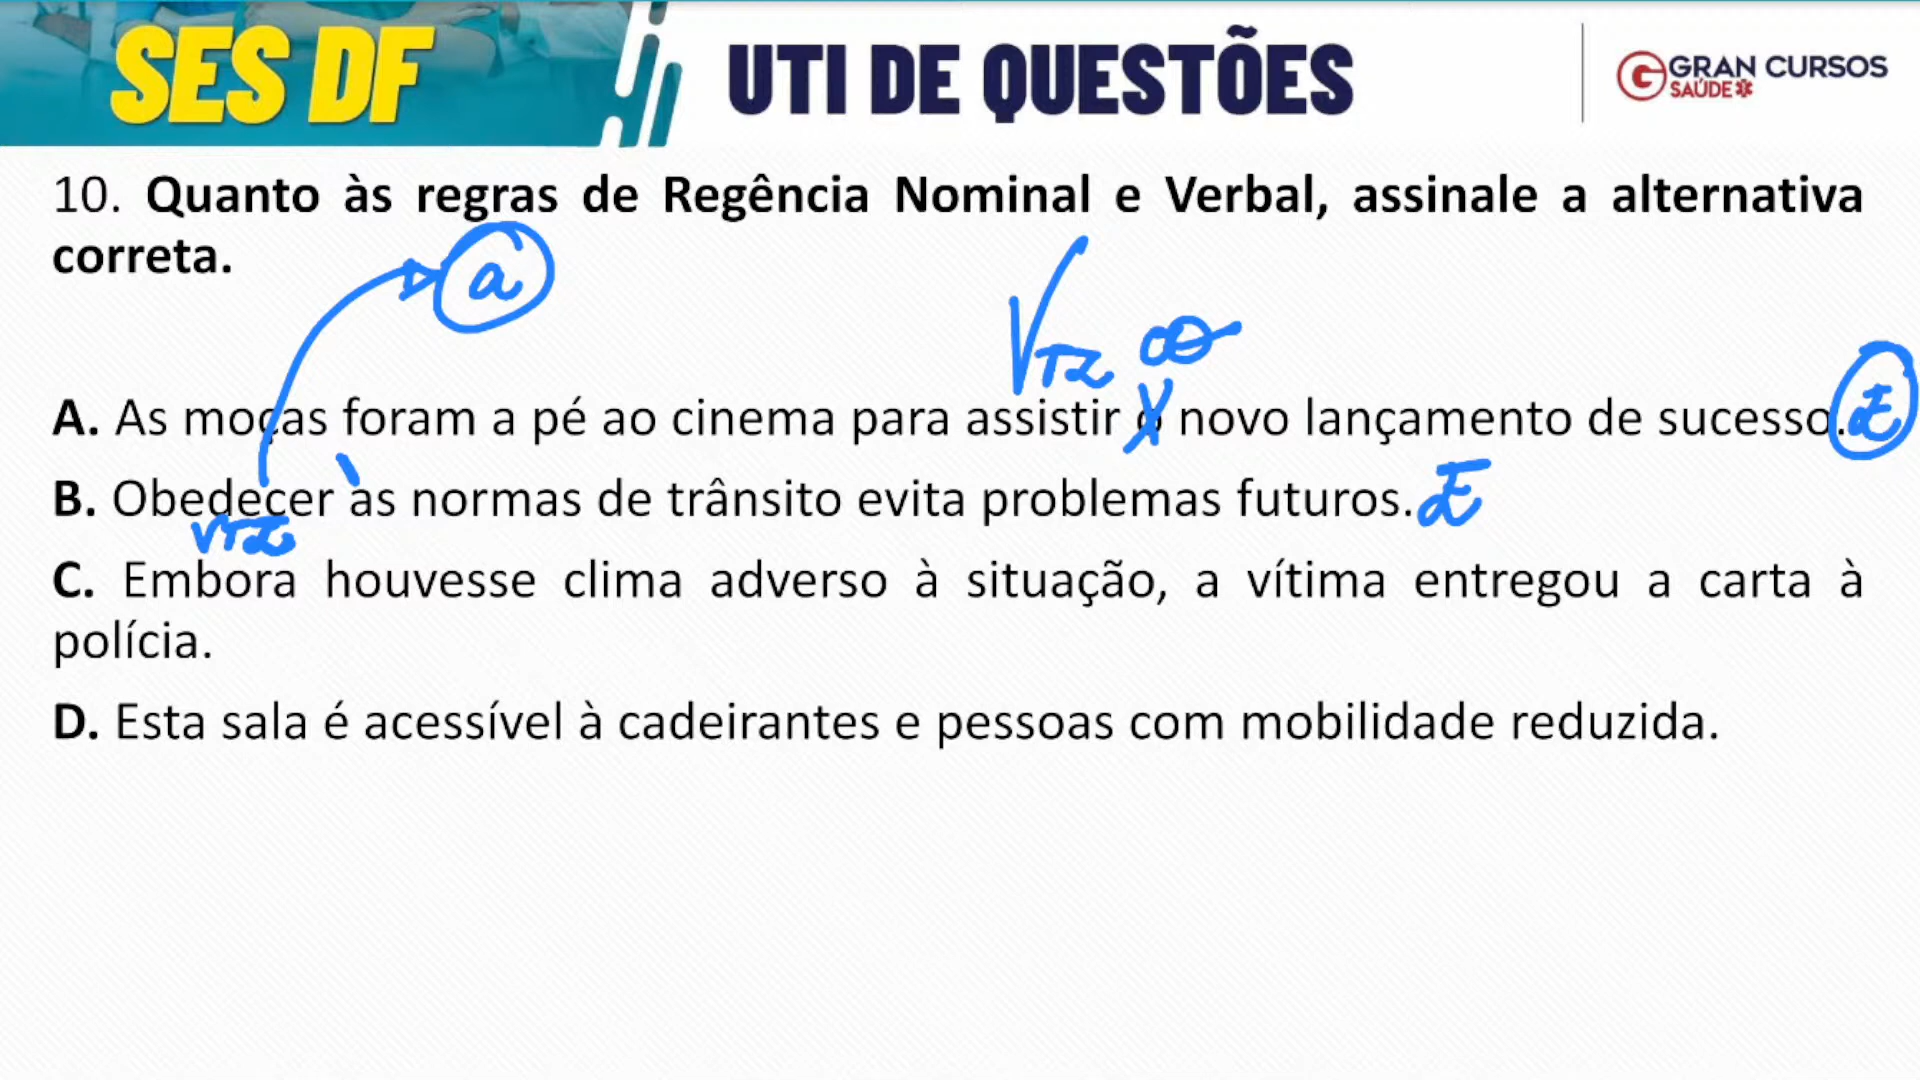 SES DF
UTI DE QUESTÕES
GRAN CURSOS
SAÚDE
10. Quanto às regras de Regência Nominal e Verbal, assinale a alternativa
correta.
a
VTI ao
A. As moças foram a pé ao cinema para assistir o novo lançamento de sucesso. E
B. Obedecer as normas de trânsito evita problemas futuros. E
VTI
C. Embora houvesse clima adverso à situação, a vítima entregou a carta à
polícia.
D. Esta sala é acessível à cadeirantes e pessoas com mobilidade reduzida.